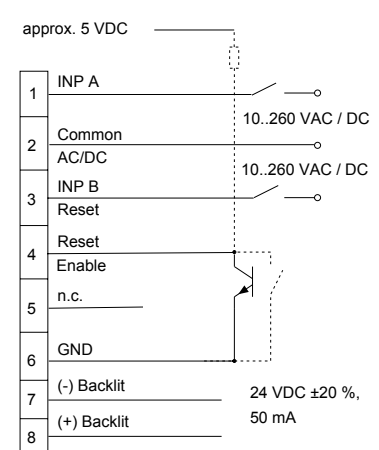 approx. 5 VDC
1 INP A
10..260 VAC / DC
2 Common
AC/DC
10..260 VAC / DC
3 INP B
Reset
4 Reset
Enable
5 n.c.
6 GND
7 (-) Backlit
24 VDC ±20 %,
50 mA
8 (+) Backlit